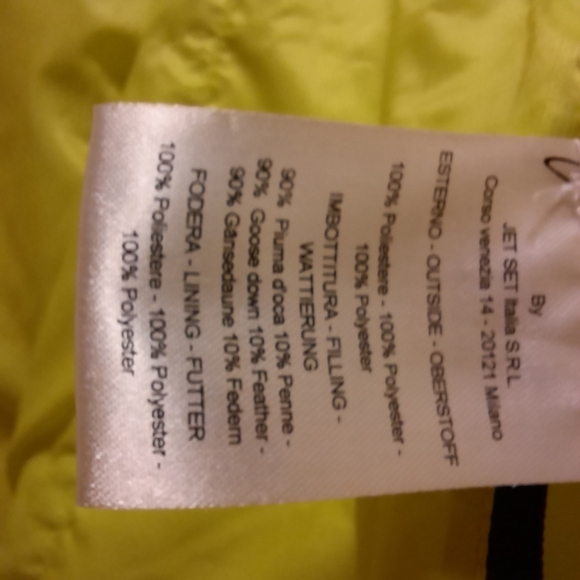 By
JET SET Italia S.R.L
Corso venezia 14 - 20121 Milano
ESTERNO - OUTSIDE - OBERSTOFF
100% Poliestere - 100% Polyester -
100% Polyester
IMBOTTITURA - FILLING -
WATTIERUNG
90% Piuma d'oca 10% Penne -
90% Goose down 10% Feather -
90% Gänsedaune 10% Federn
FODERA - LINING - FUTTER
100% Poliestere - 100% Polyester -
100% Polyester